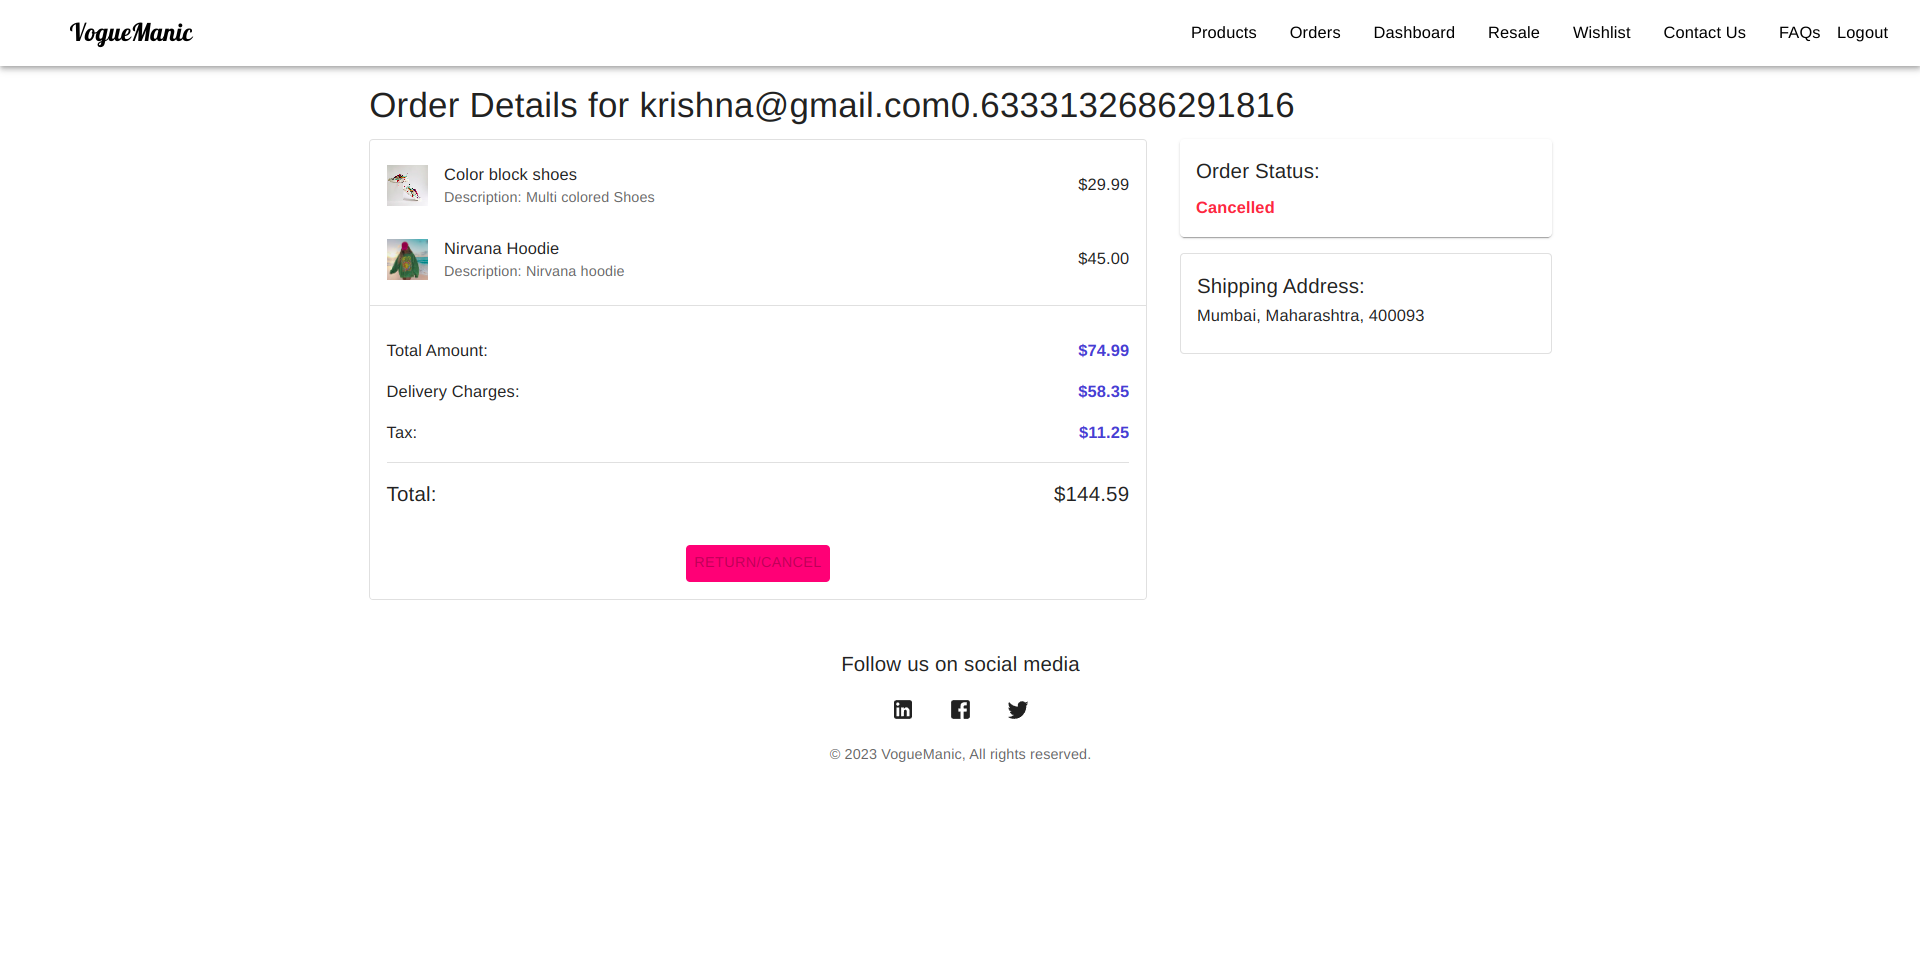 VogueManic
Products Orders Dashboard Resale Wishlist Contact Us FAQs Logout
Order Details for krishna@gmail.com0.6333132686291816
Color block shoes
Description: Multi colored Shoes
$29.99
Nirvana Hoodie
Description: Nirvana hoodie
$45.00
Total Amount: $74.99
Delivery Charges: $58.35
Tax: $11.25
Total: $144.59
RETURN/CANCEL
Order Status:
Cancelled
Shipping Address:
Mumbai, Maharashtra, 400093
Follow us on social media
© 2023 VogueManic, All rights reserved.